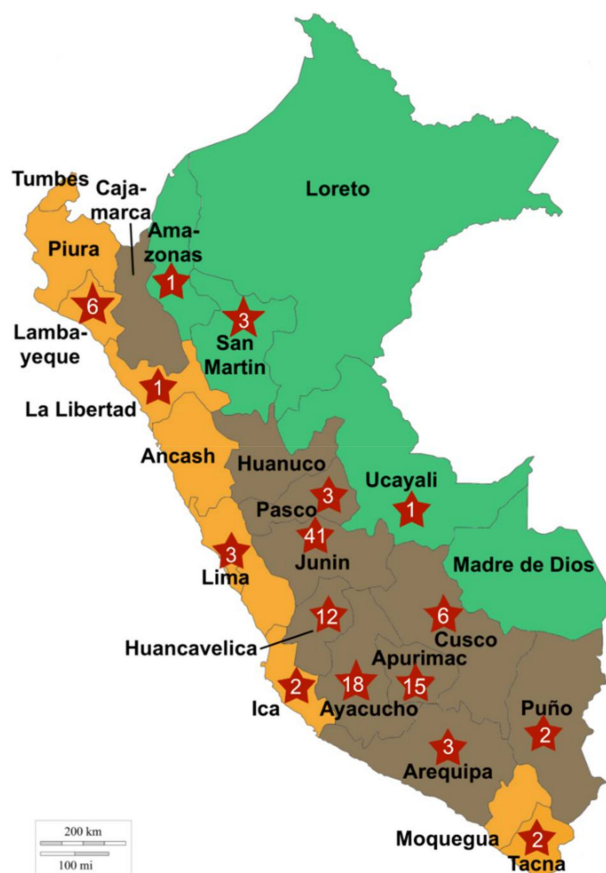 Tumbes
Caja-
marca
Loreto
Ama-
zonas
Piura
1
6
3
Lamba-
yeque
San
Martin
1
La Libertad
Ancash
Huanuco
Ucayali
3
Pasco
1
41
3
Junin
Madre de Dios
Lima
12
6
Huancavelica
Cusco
Apurimac
2
18
15
Ica
Ayacucho
Puño
2
3
Arequipa
200 km
Moquegua
2
100 mi
Tacna